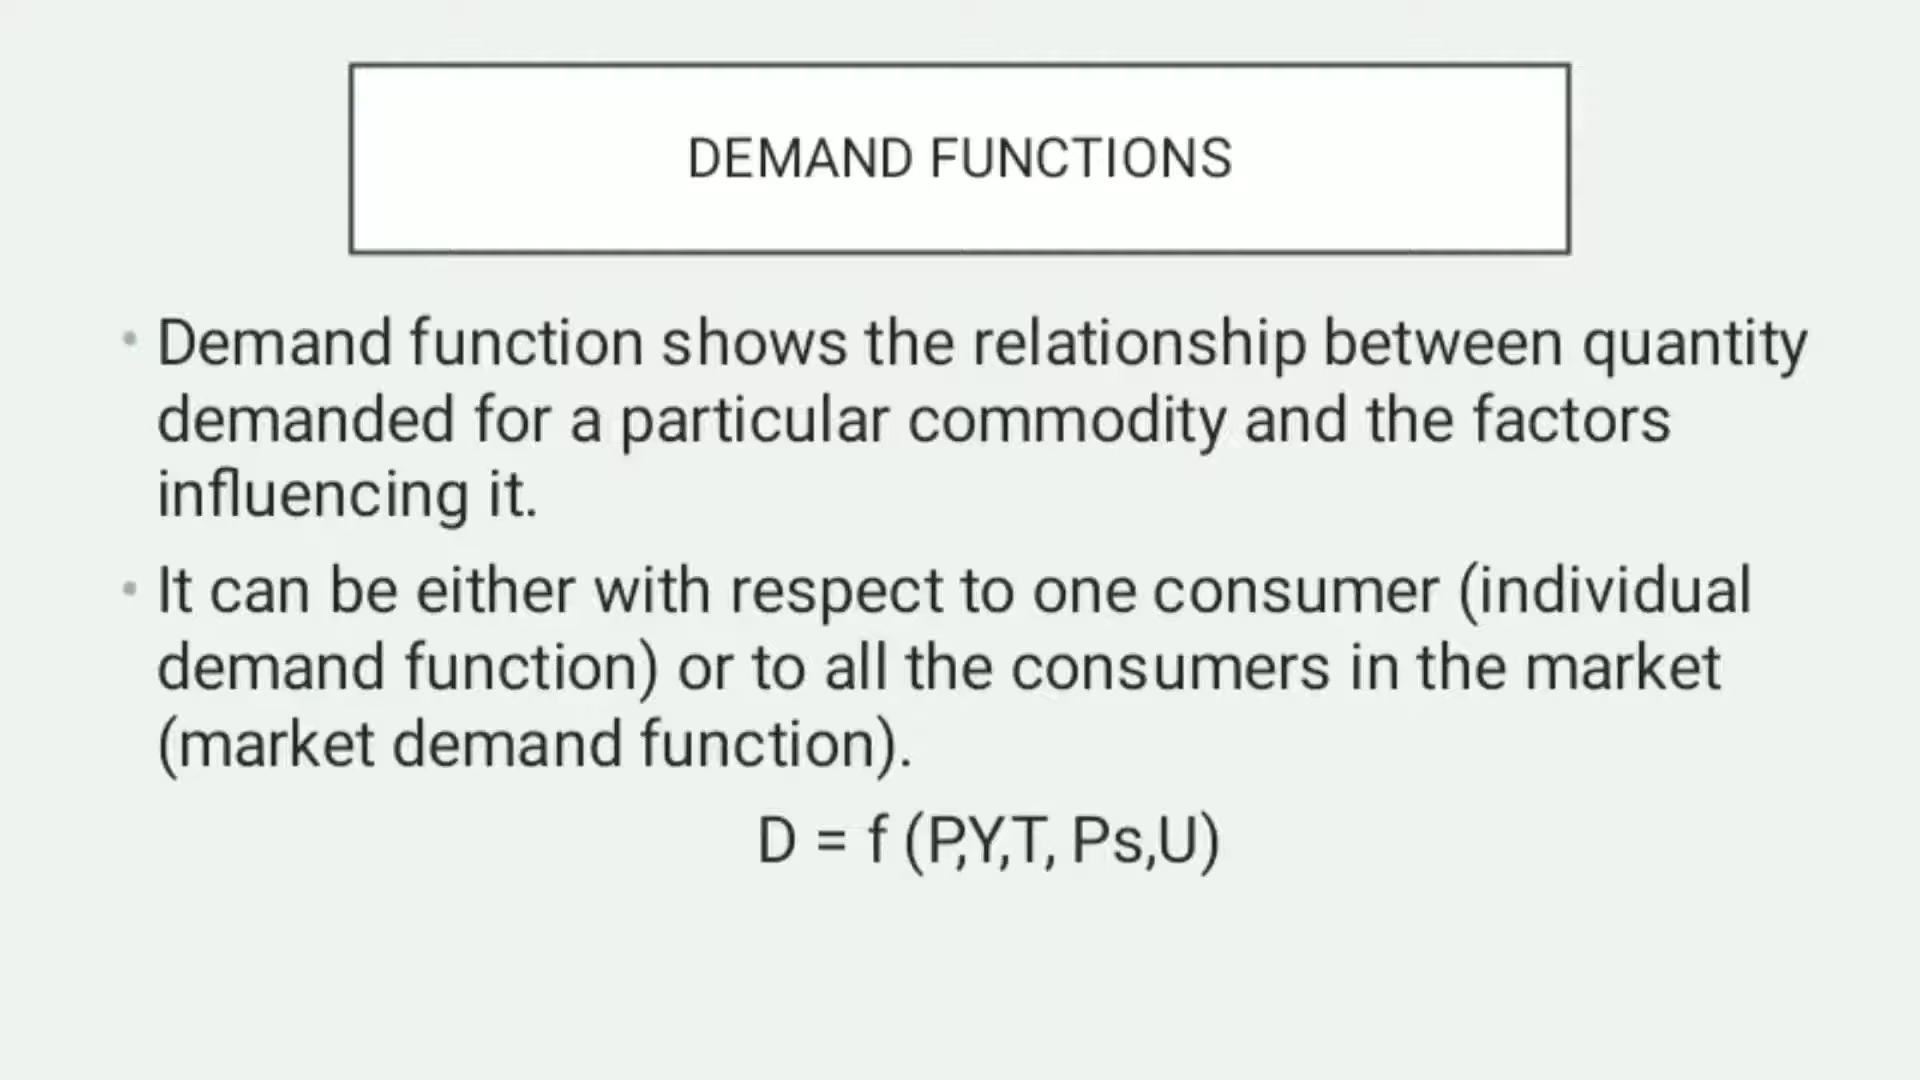 DEMAND FUNCTIONS
• Demand function shows the relationship between quantity
demanded for a particular commodity and the factors
influencing it.
• It can be either with respect to one consumer (individual
demand function) or to all the consumers in the market
(market demand function).
D = f (P,Y,T, Ps,U)